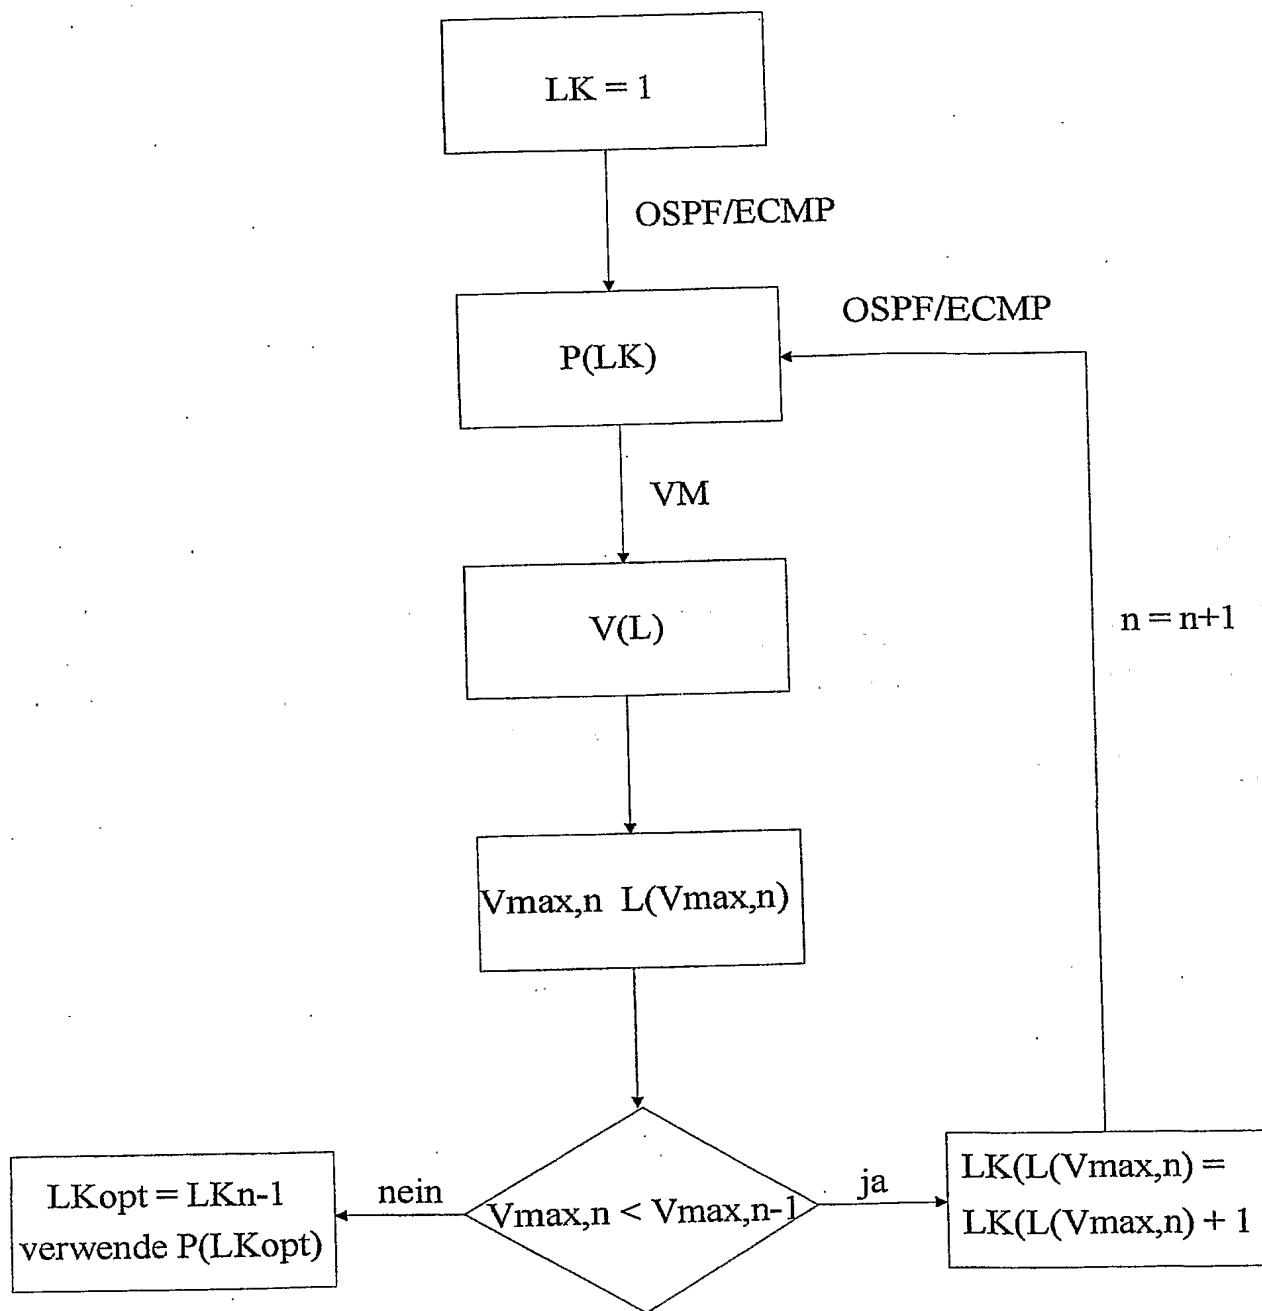 LK = 1
OSPF/ECMP
OSPF/ECMP
P(LK)
VM
V(L)
n = n+1
Vmax,n L(Vmax,n)
LKopt = LKn-1
verwende P(LKopt)
nein
Vmax,n < Vmax,n-1
ja
LK(L(Vmax,n) =
LK(L(Vmax,n) + 1